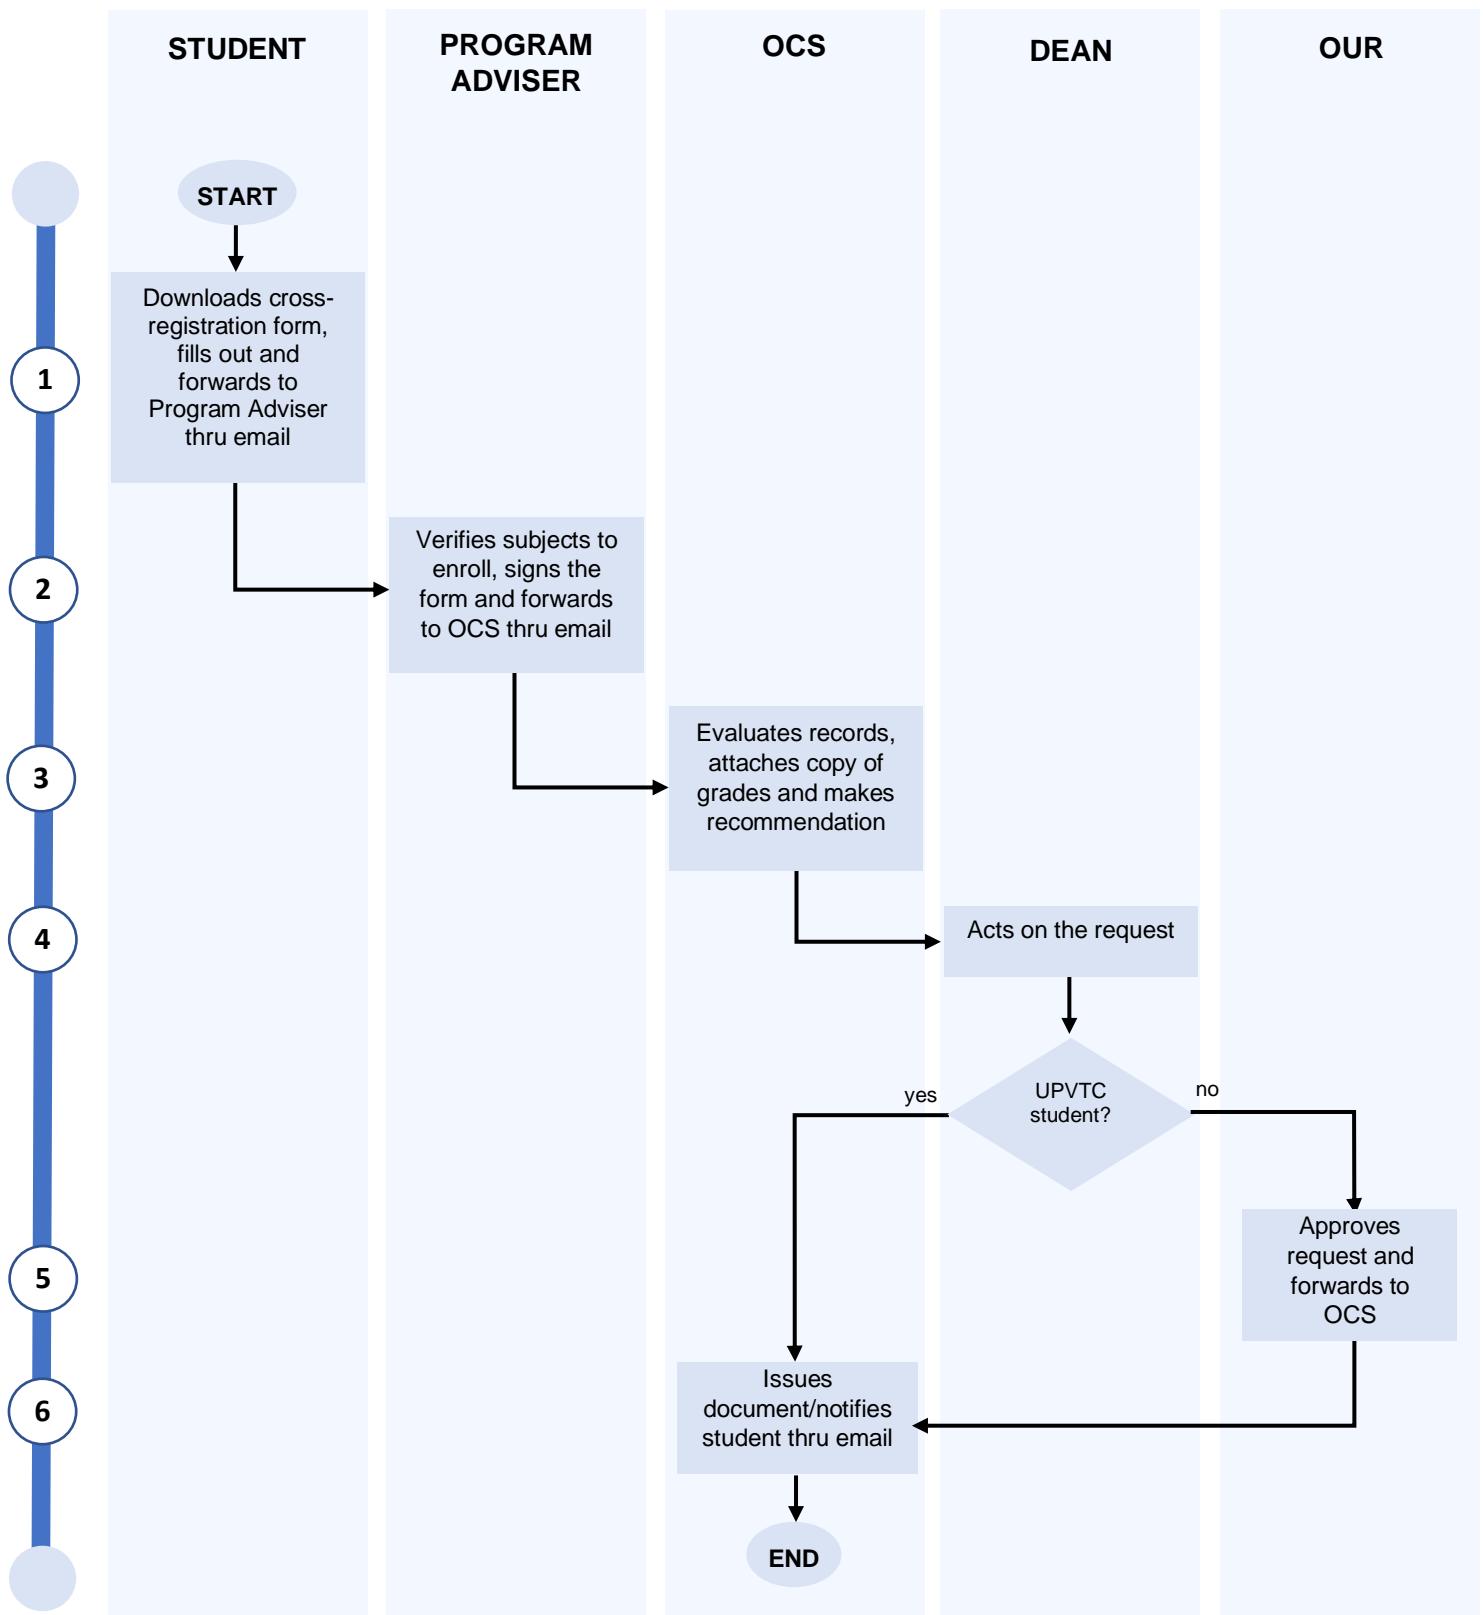 STUDENT
PROGRAM
ADVISER
OCS
DEAN
OUR
START
1
Downloads cross-
registration form,
fills out and
forwards to
Program Adviser
thru email
2
Verifies subjects to
enroll, signs the
form and forwards
to OCS thru email
3
Evaluates records,
attaches copy of
grades and makes
recommendation
4
Acts on the request
yes
UPVTC
student?
no
5
Approves
request and
forwards to
OCS
6
Issues
document/notifies
student thru email
END